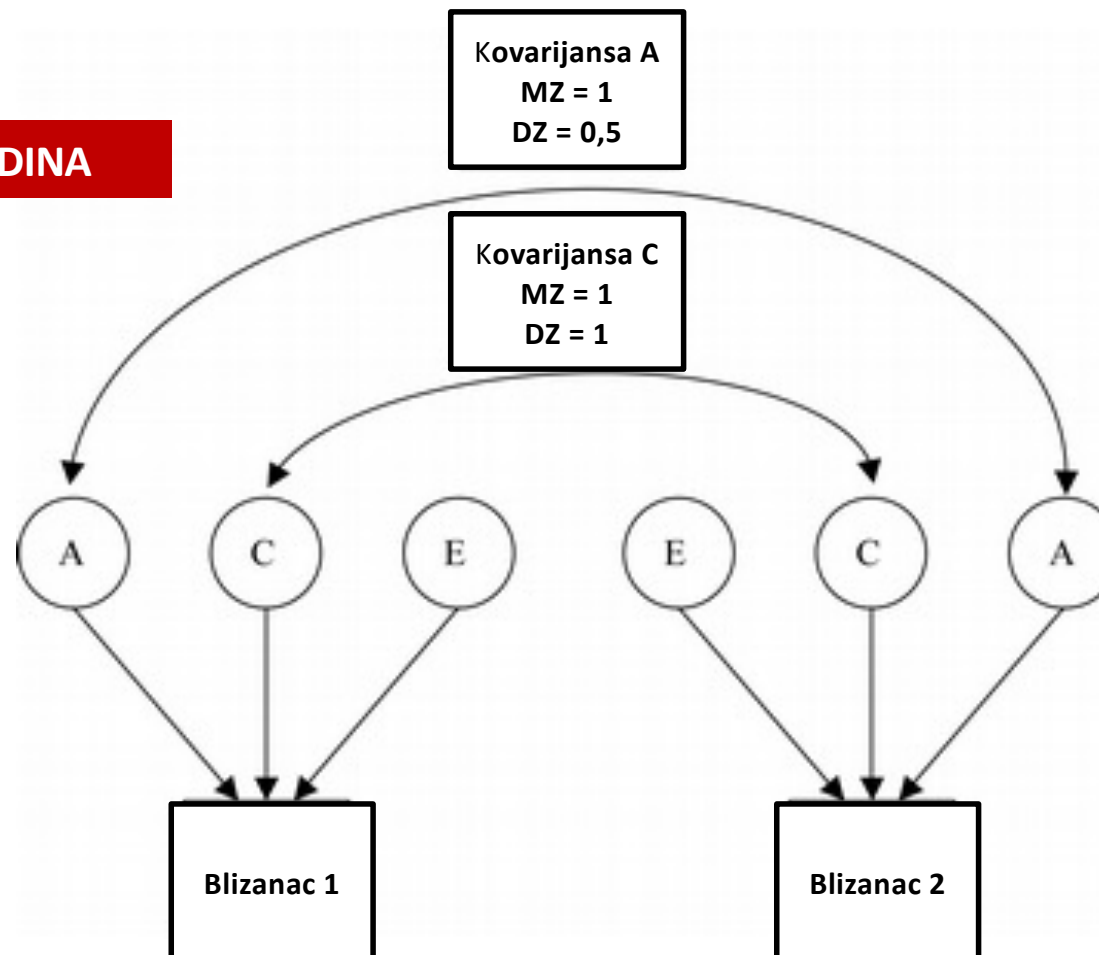 Kovarijansa A
MZ = 1
DZ = 0,5
DINA
Kovarijansa C
MZ = 1
DZ = 1
A
C
E
E
C
A
Blizanac 1
Blizanac 2